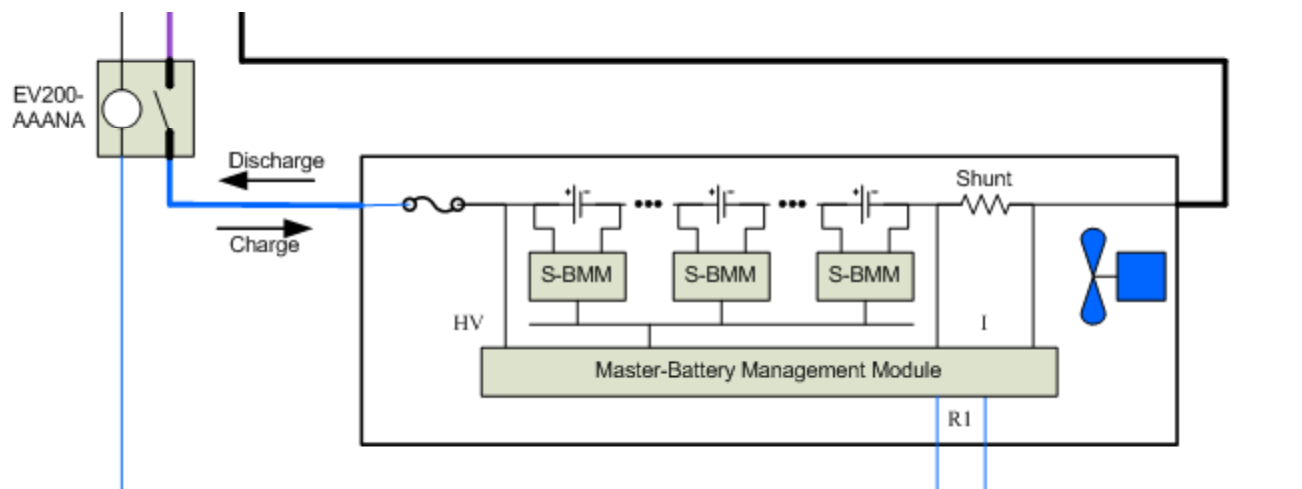 EV200-
AAANA
Discharge
Charge
Shunt
S-BMM
S-BMM
S-BMM
HV
I
Master-Battery Management Module
R1